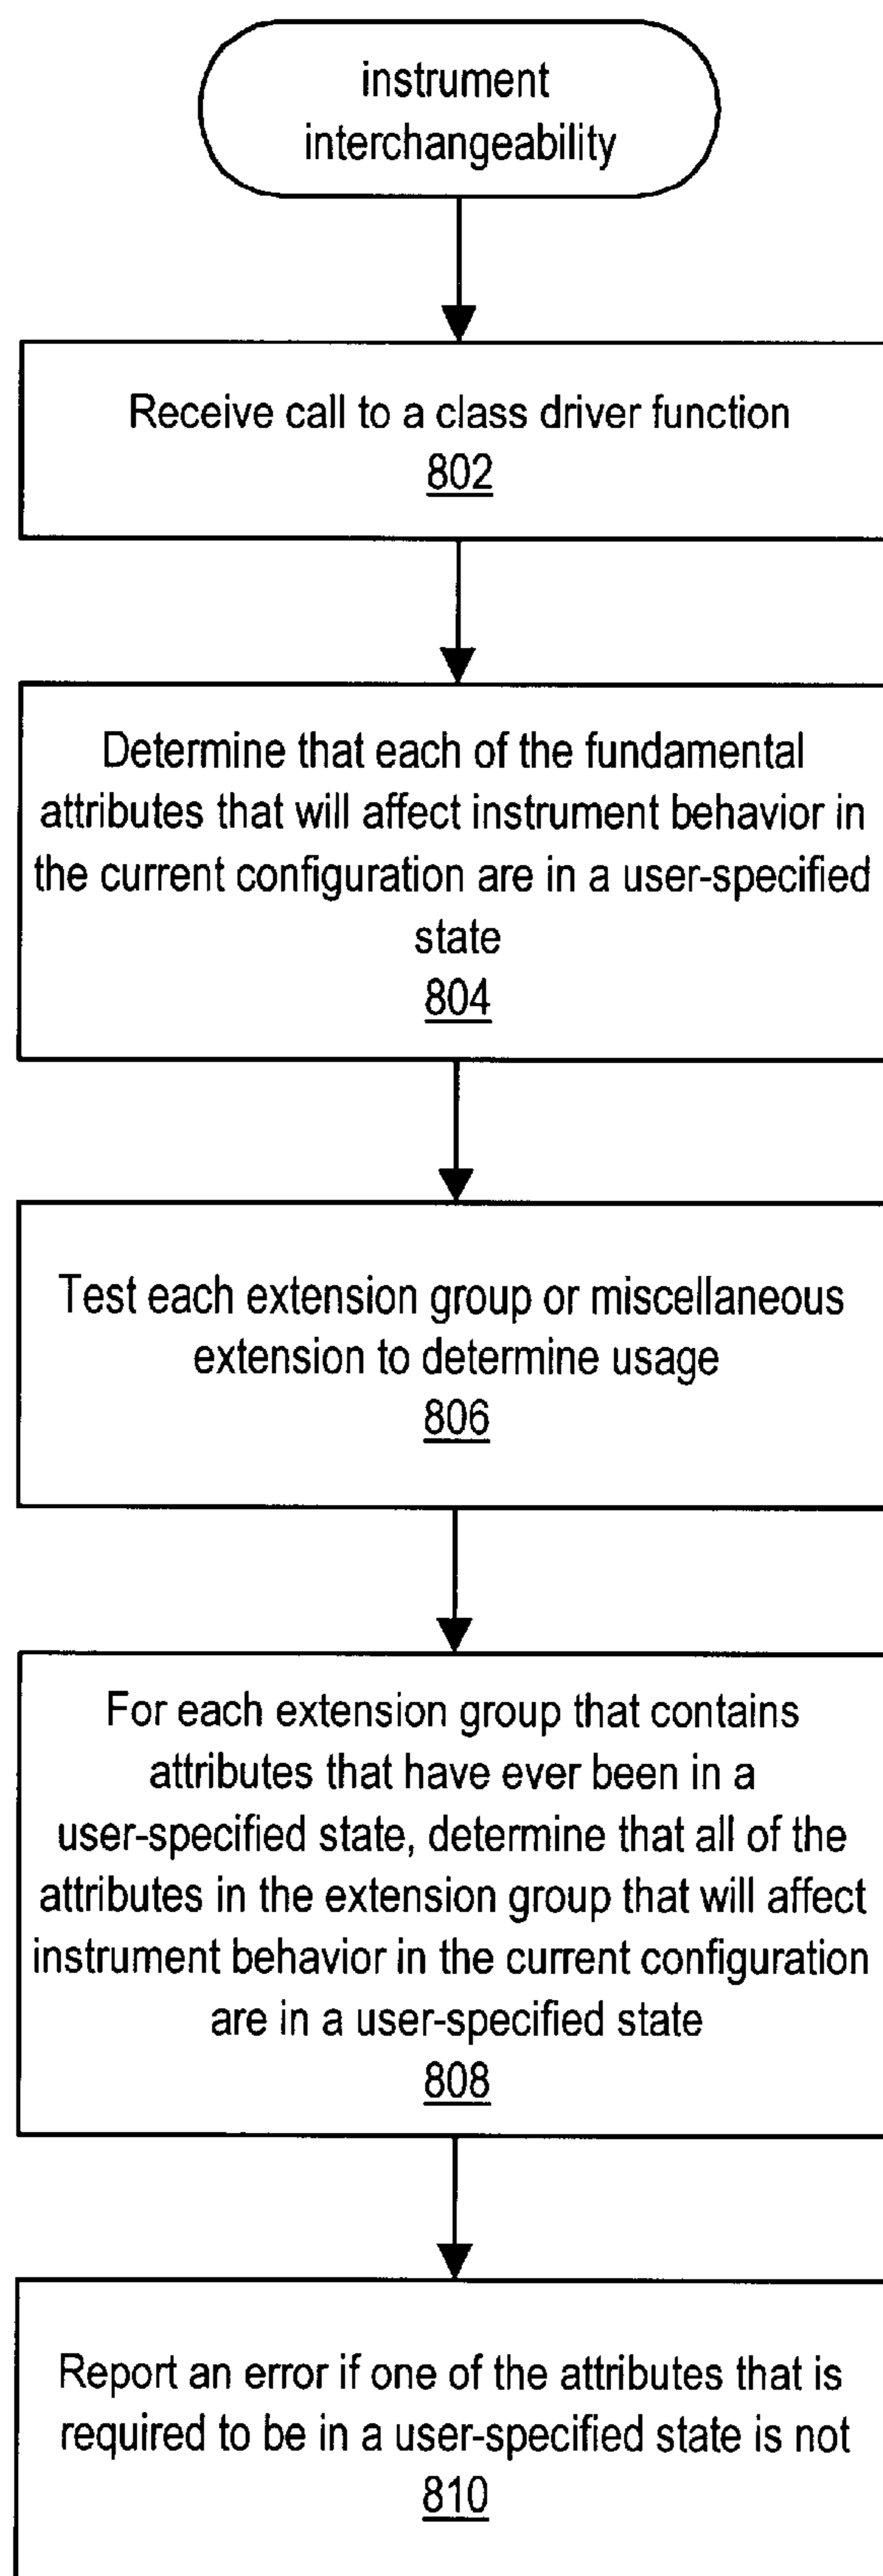 instrument
interchangeability
Receive call to a class driver function
802
Determine that each of the fundamental
attributes that will affect instrument behavior in
the current configuration are in a user-specified
state
804
Test each extension group or miscellaneous
extension to determine usage
806
For each extension group that contains
attributes that have ever been in a
user-specified state, determine that all of the
attributes in the extension group that will affect
instrument behavior in the current configuration
are in a user-specified state
808
Report an error if one of the attributes that is
required to be in a user-specified state is not
810